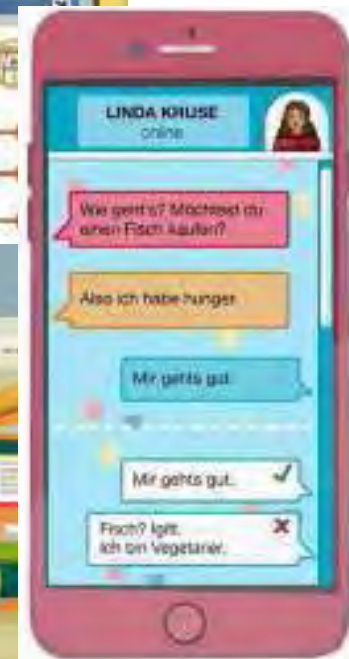 LINDA KRUSE
online
Wie geht's? Möchtest du
einen Fisch kaufen?
Also ich habe hunger.
Mir gehts gut.
Mir gehts gut.
Fisch? Igitt.
Ich bin Vegetarier.